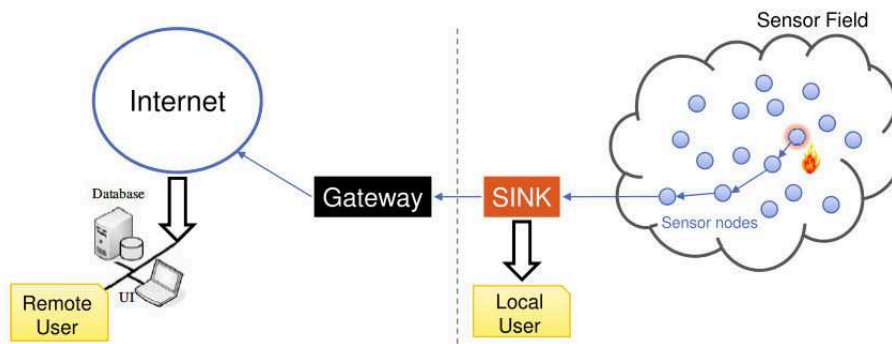 Sensor Field
Internet
Database
Gateway
SINK
Sensor nodes
UI
Remote
User
Local
User